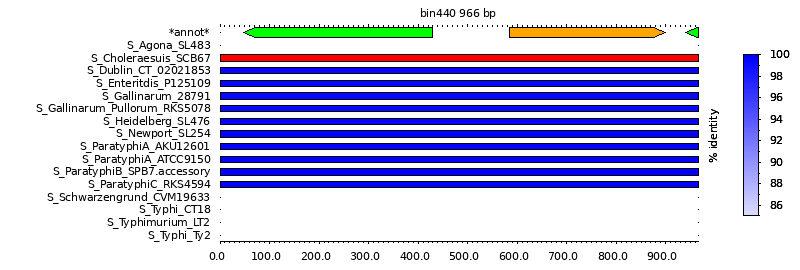 bin440 966 bp
*annot*
S_Agona_SL483
S_Choleraesuis_SCB67
S_Dublin_CT_02021853
S_Enteritdis_P125109
S_Gallinarum_28791
S_Gallinarum_Pullorum_RKS5078
S_Heidelberg_SL476
S_Newport_SL254
S_ParatyphiA_AKU12601
S_ParatyphiA_ATCC9150
S_ParatyphiB_SPB7.accessory
S_ParatyphiC_RKS4594
S_Schwarzengrund_CVM19633
S_Typhi_CT18
S_Typhimurium_LT2
S_Typhi_Ty2
0.0 100.0 200.0 300.0 400.0 500.0 600.0 700.0 800.0 900.0
% identity
100
98
96
94
92
90
88
86